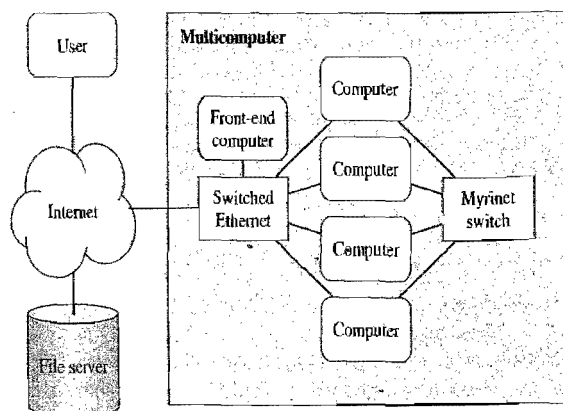 User
Multicomputer
Computer
Front-end
computer
Computer
Internet
Switched
Ethernet
Myrinet
switch
Computer
Computer
File server